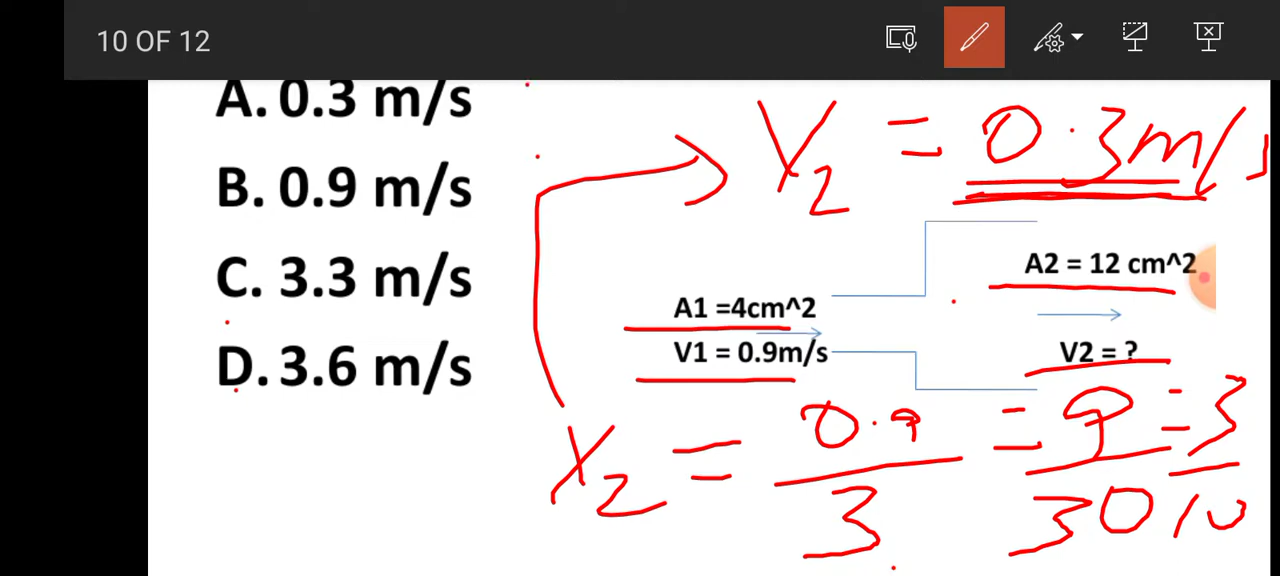 10 OF 12
A. 0.3 m/s
V2 = 0.3m/s
B. 0.9 m/s
C. 3.3 m/s
A2 = 12 cm^2
A1 =4cm^2
V1 = 0.9m/s
V2 = ?
D. 3.6 m/s
V2 = 0.9/3 = 9/30 = 3/10